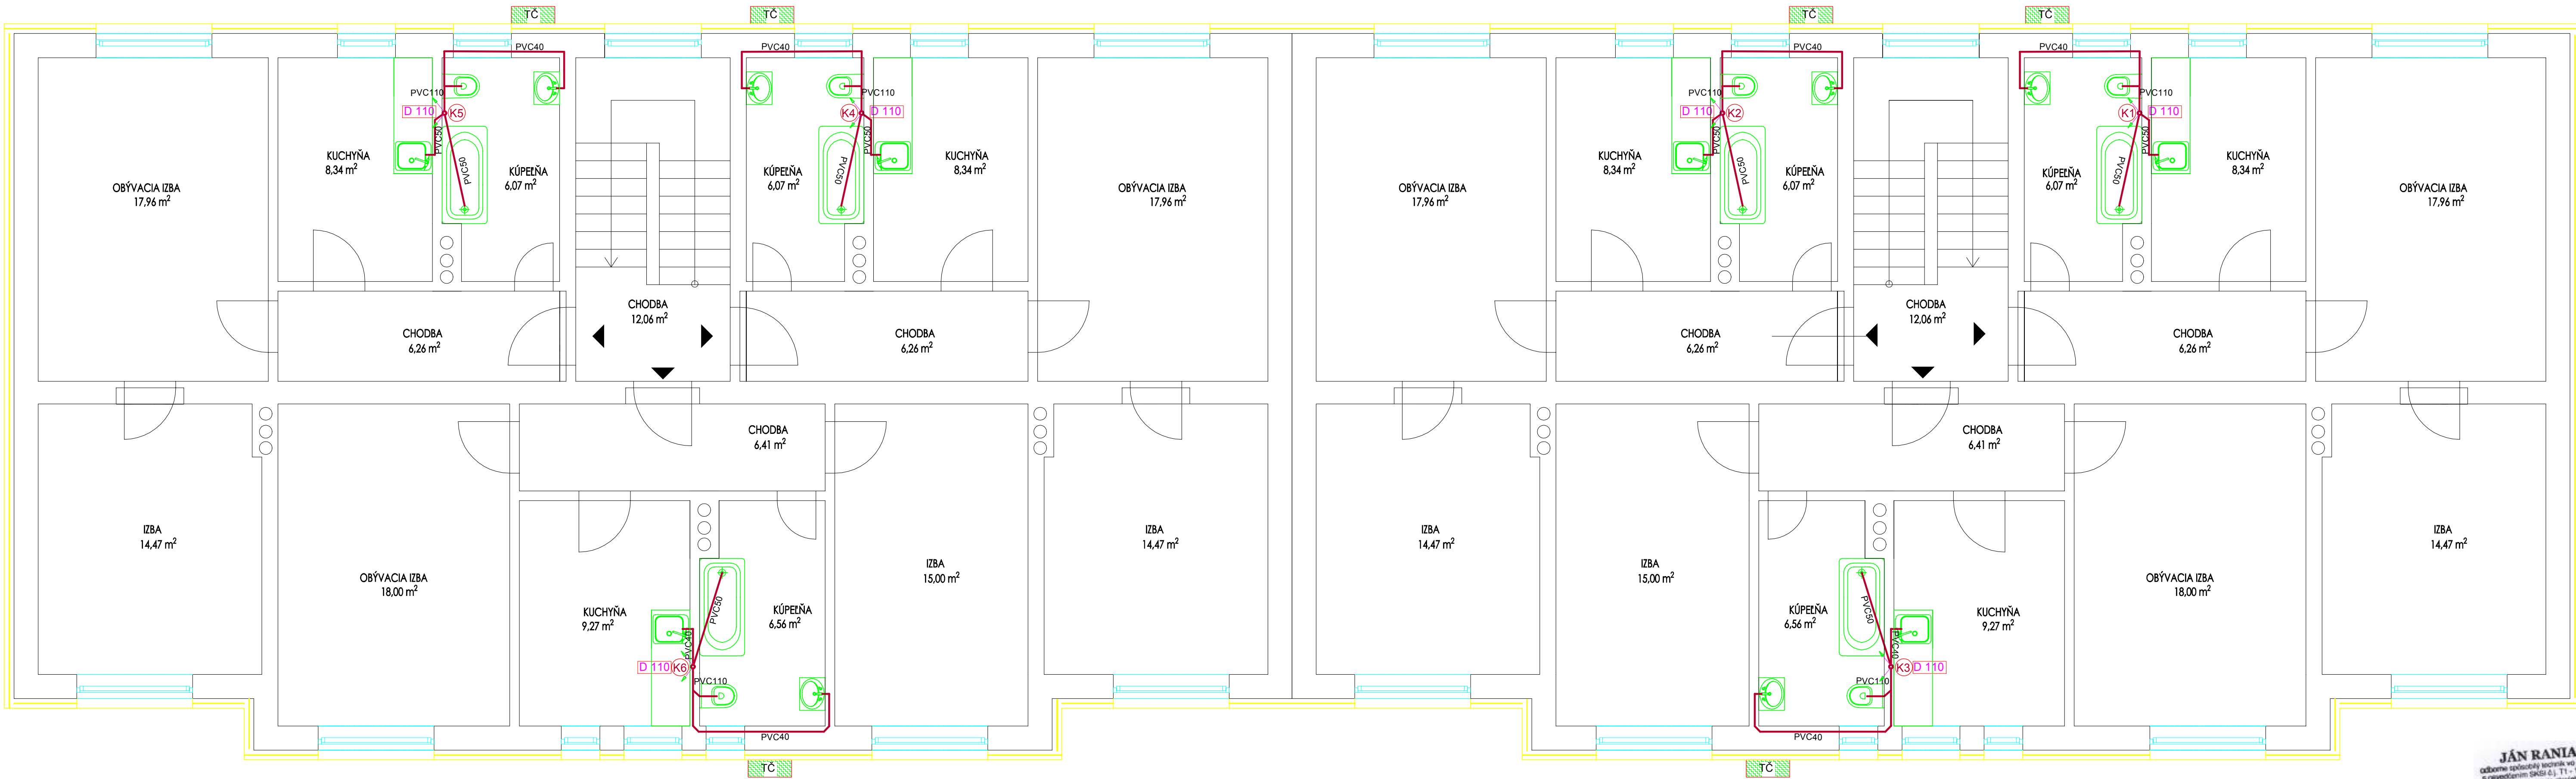 TČ
TČ
TČ
TČ
PVC40
PVC40
PVC40
PVC40
PVC110
PVC110
PVC110
PVC110
D 110
K5
K4
D 110
D 110
K2
K1
D 110
PVC50
PVC50
PVC50
PVC50
PVC50
PVC50
PVC50
PVC50
KUCHYŇA
8,34 m²
KÚPEĽŇA
6,07 m²
KÚPEĽŇA
6,07 m²
KUCHYŇA
8,34 m²
KUCHYŇA
8,34 m²
KÚPEĽŇA
6,07 m²
KÚPEĽŇA
6,07 m²
KUCHYŇA
8,34 m²
OBÝVACIA IZBA
17,96 m²
OBÝVACIA IZBA
17,96 m²
OBÝVACIA IZBA
17,96 m²
OBÝVACIA IZBA
17,96 m²
CHODBA
12,06 m²
CHODBA
12,06 m²
CHODBA
6,26 m²
CHODBA
6,26 m²
CHODBA
6,26 m²
CHODBA
6,26 m²
CHODBA
6,41 m²
CHODBA
6,41 m²
IZBA
14,47 m²
IZBA
14,47 m²
IZBA
14,47 m²
IZBA
14,47 m²
OBÝVACIA IZBA
18,00 m²
IZBA
15,00 m²
IZBA
15,00 m²
OBÝVACIA IZBA
18,00 m²
KUCHYŇA
9,27 m²
KÚPEĽŇA
6,56 m²
KÚPEĽŇA
6,56 m²
KUCHYŇA
9,27 m²
PVC50
PVC50
PVC40
PVC40
D 110
K6
K3
D 110
PVC110
PVC110
PVC40
PVC40
TČ
TČ
JÁN RANIA
odborne spôsobilý